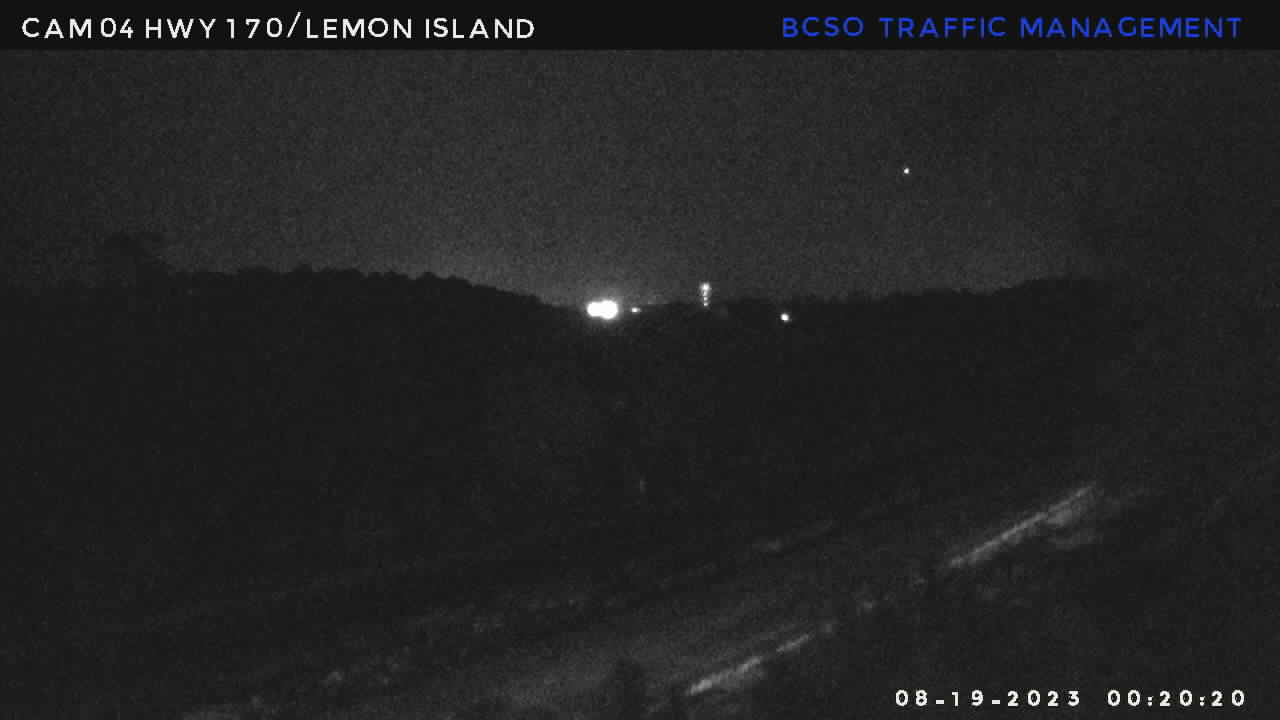 CAM04 HWY 170/LEMON ISLAND
BCSO TRAFFIC MANAGEMENT
08-19-2023 00:20:20